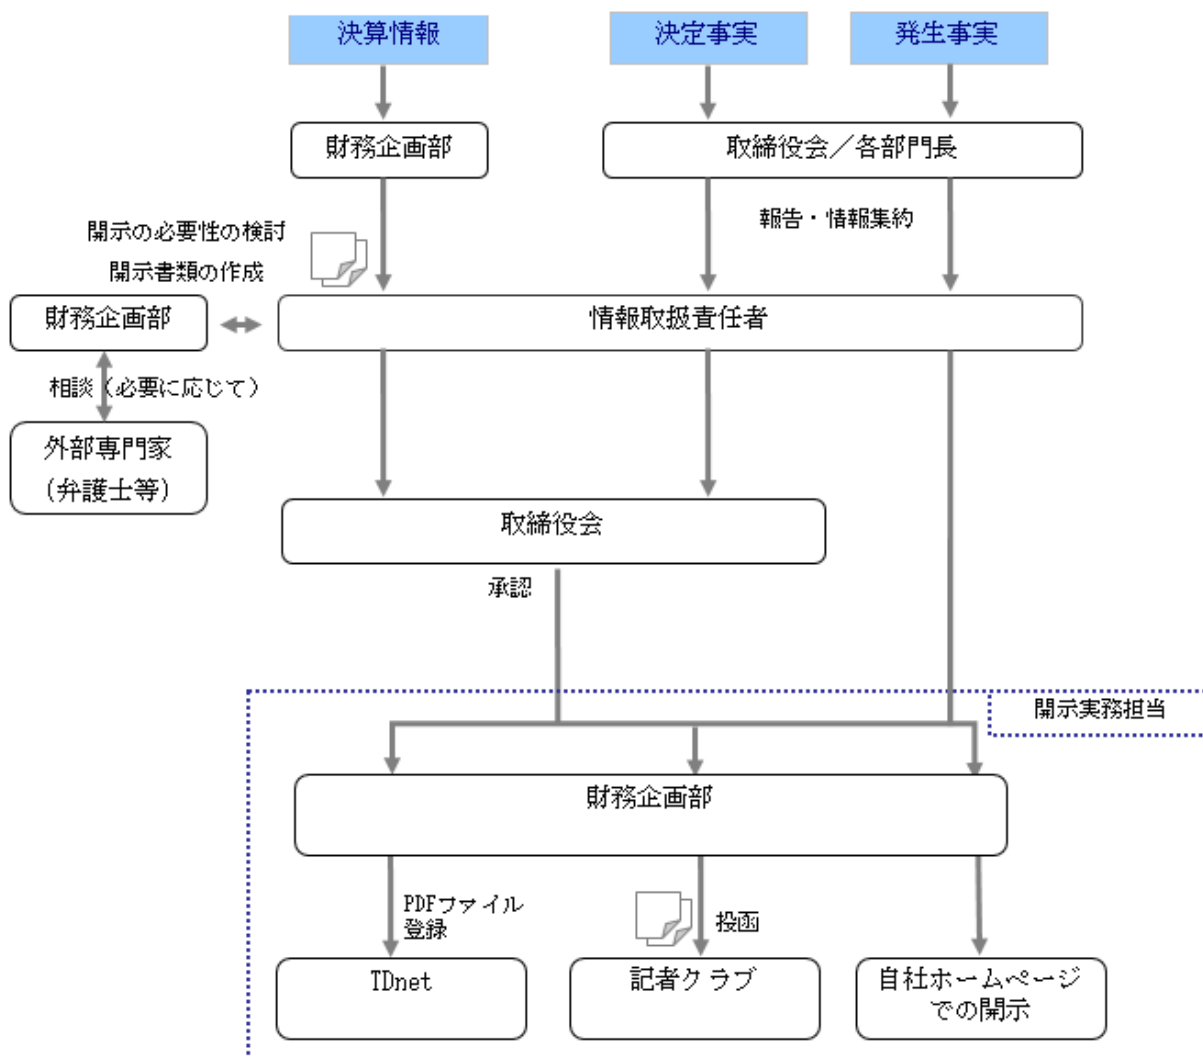 決算情報
決定事実
発生事実
財務企画部
取締役会／各部門長
報告・情報集約
開示の必要性の検討
開示書類の作成
財務企画部
情報取扱責任者
相談（必要に応じて）
外部専門家
（弁護士等）
取締役会
承認
開示実務担当
財務企画部
PDFファイル
登録
投函
TDnet
記者クラブ
自社ホームページ
での開示